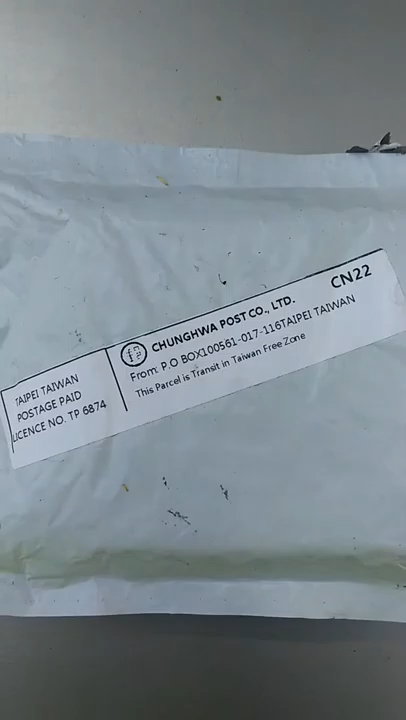 CN22
CHUNGHWA POST CO., LTD.
From: P.O BOX100561-017-116TAIPEI TAIWAN
This Parcel is Transit in Taiwan Free Zone
TAIPEI TAIWAN
POSTAGE PAID
LICENCE NO. TP 6874